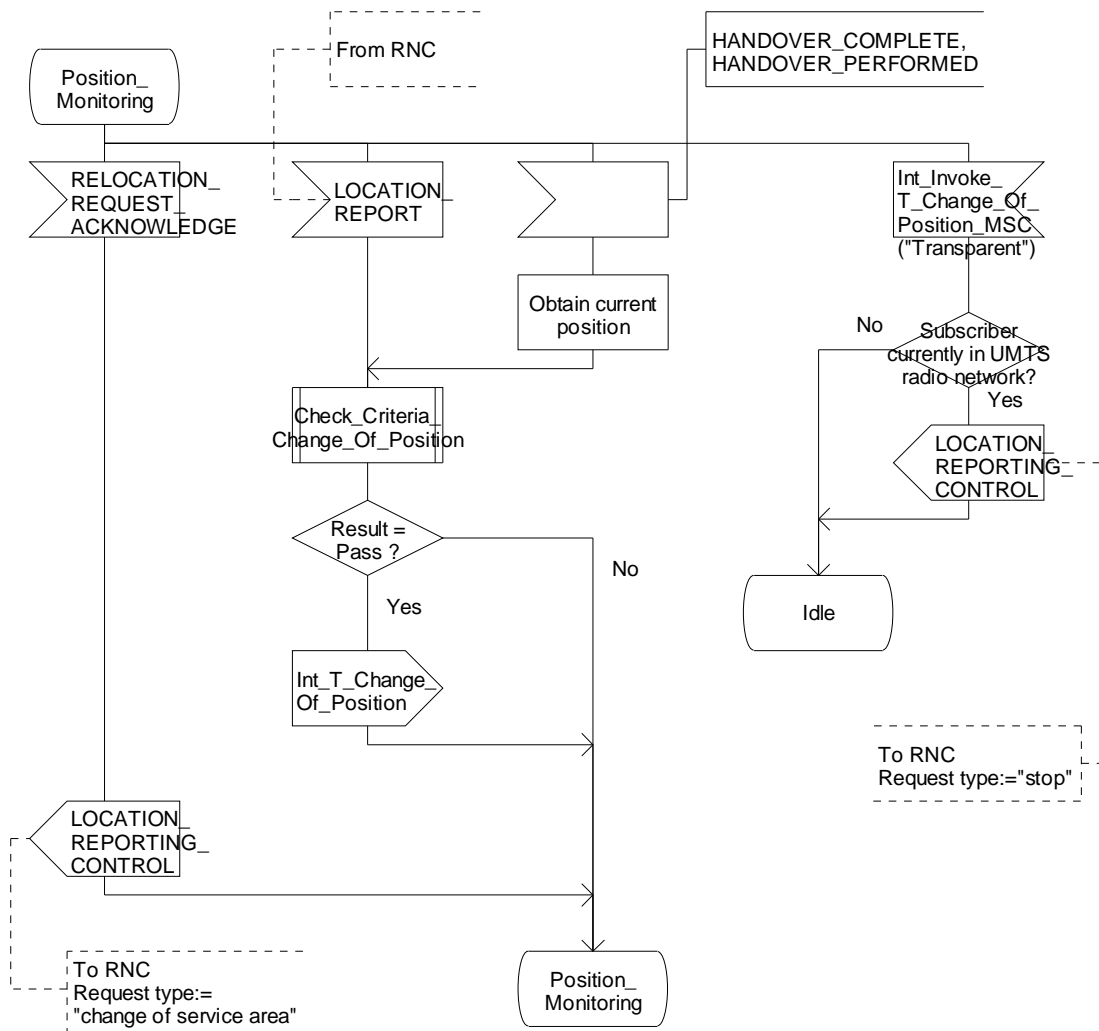 From RNC
HANDOVER_COMPLETE,
HANDOVER_PERFORMED
Position_
Monitoring
RELOCATION_
REQUEST_
ACKNOWLEDGE
LOCATION_
REPORT
Int_Invoke_
T_Change_Of_
Position_MSC
("Transparent")
Obtain current
position
No
Subscriber
currently in UMTS
radio network?
Yes
Check_Criteria_
Change_Of_Position
LOCATION_
REPORTING_
CONTROL
Result =
Pass ?
No
Yes
Idle
Int_T_Change_
Of_Position
To RNC
Request type:="stop"
LOCATION_
REPORTING_
CONTROL
To RNC
Request type:=
"change of service area"
Position_
Monitoring